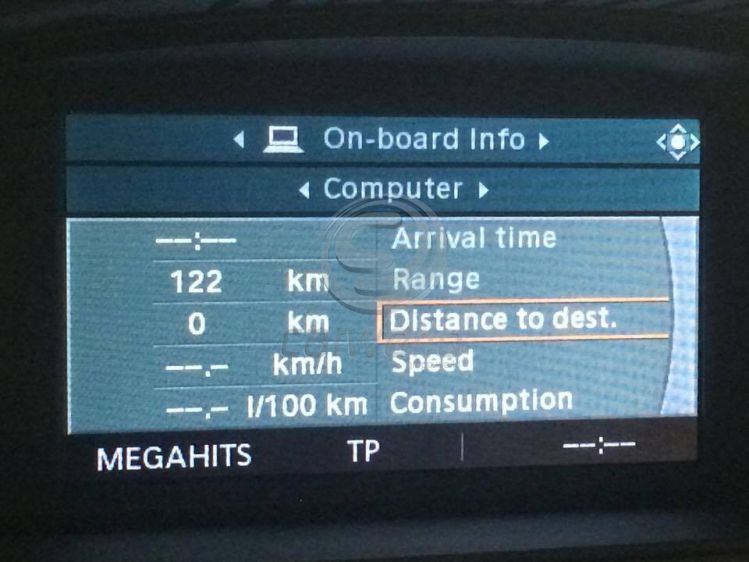 On-board Info
Computer
--:-- Arrival time
122 km Range
0 km Distance to dest.
--.- km/h Speed
--.- l/100 km Consumption
MEGAHITS TP --:--